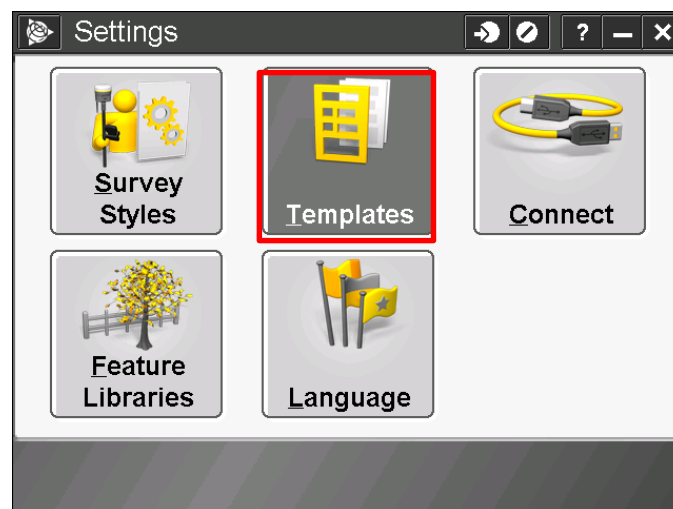 Settings
?
Survey
Styles
Templates
Connect
Feature
Libraries
Language